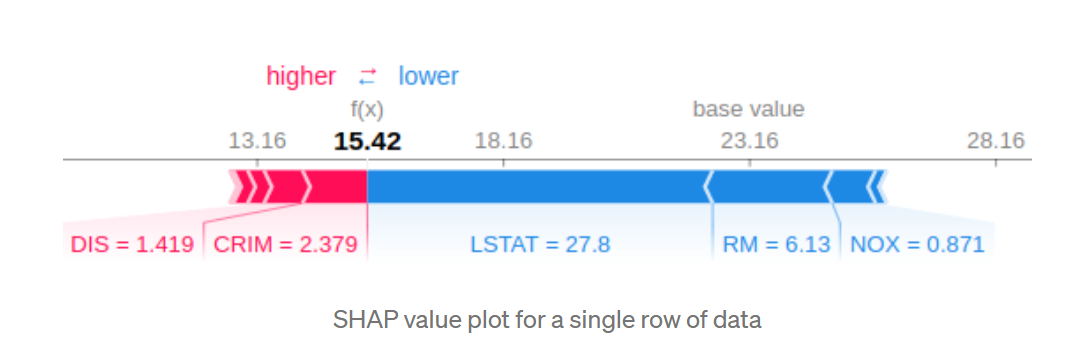 higher ⇄ lower
f(x) base value
13.16 15.42 18.16 23.16 28.16
DIS = 1.419 CRIM = 2.379 LSTAT = 27.8 RM = 6.13 NOX = 0.871
SHAP value plot for a single row of data